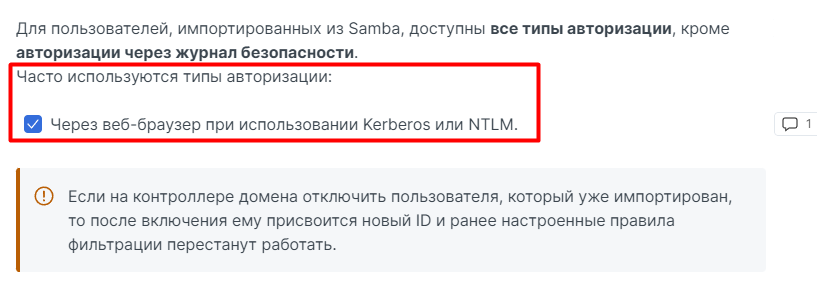 Для пользователей, импортированных из Samba, доступны все типы авторизации, кроме
авторизации через журнал безопасности.
Часто используются типы авторизации:
Через веб-браузер при использовании Kerberos или NTLM.
1
Если на контроллере домена отключить пользователя, который уже импортирован,
то после включения ему присвоится новый ID и ранее настроенные правила
фильтрации перестанут работать.